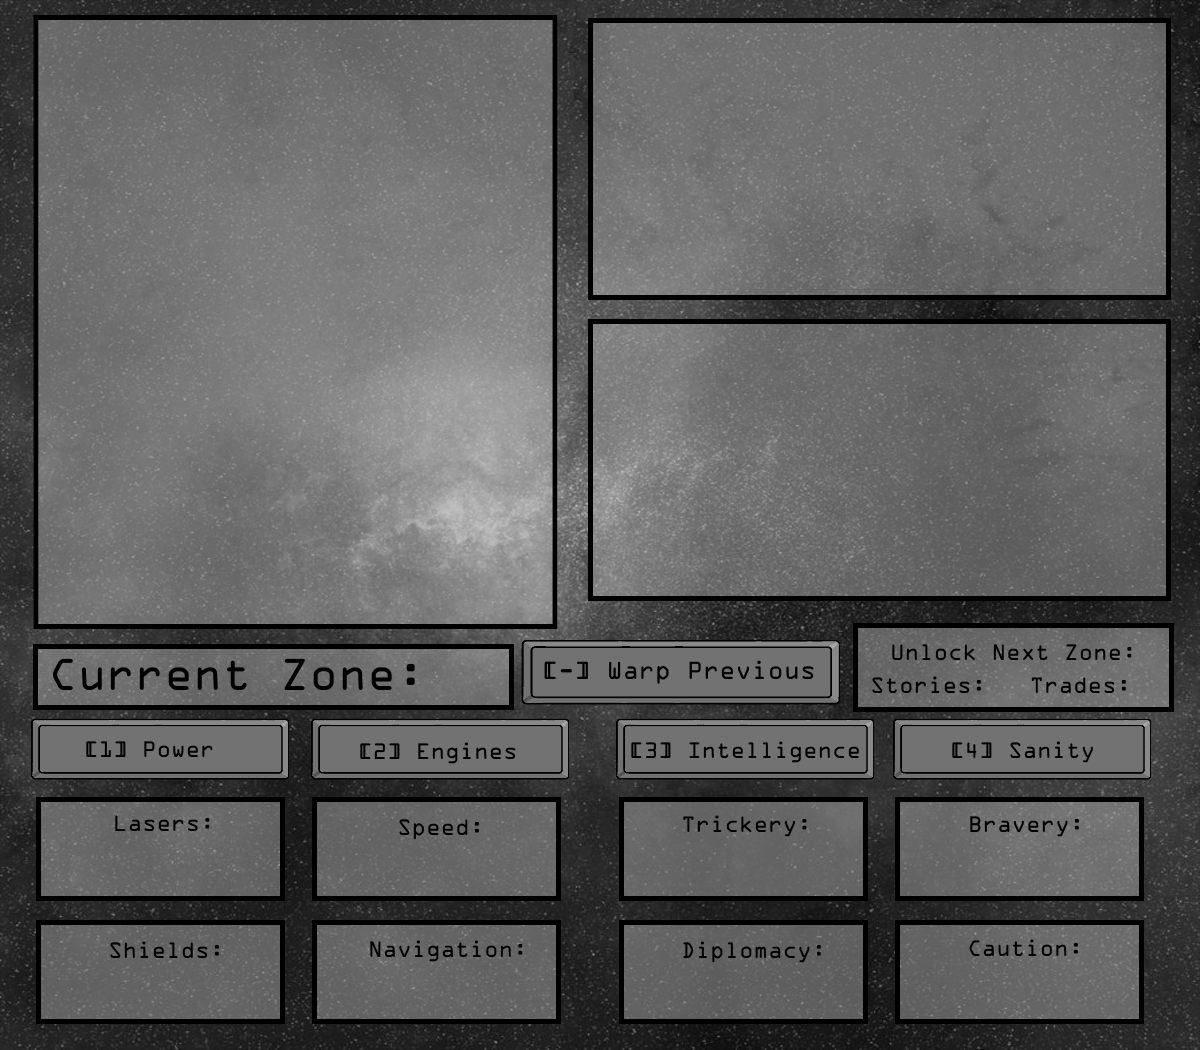 Current Zone:
[-] Warp Previous
Unlock Next Zone:
Stories: Trades:
[1] Power
[2] Engines
[3] Intelligence
[4] Sanity
Lasers:
Speed:
Trickery:
Bravery:
Shields:
Navigation:
Diplomacy:
Caution: